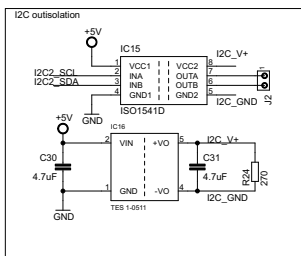 I2C outisolation
+5V
IC15
1 VCC1 VCC2 8 I2C_V+
I2C2_SCL 2 INA OUTA 7
I2C2_SDA 3 INB OUTB 6
4 GND1 GND2 5 I2C_GND
ISO1541D
1
J2
GND
+5V
IC16
2 VIN +VO 5 I2C_V+
C30
4.7uF
C31
4.7uF
R24
270
1 GND -VO 4 I2C_GND
TES 1-0511
GND